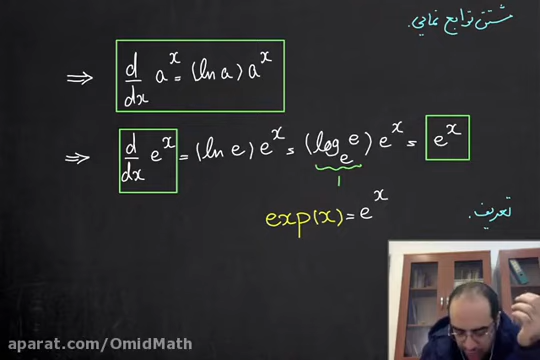 مشتق توابع نمایی.
⇒ d/dx a^x = (ln a) a^x
⇒ d/dx e^x = (ln e) e^x = (log_e e) e^x = e^x
1
exp(x) = e^x
تعریف.
aparat.com/OmidMath